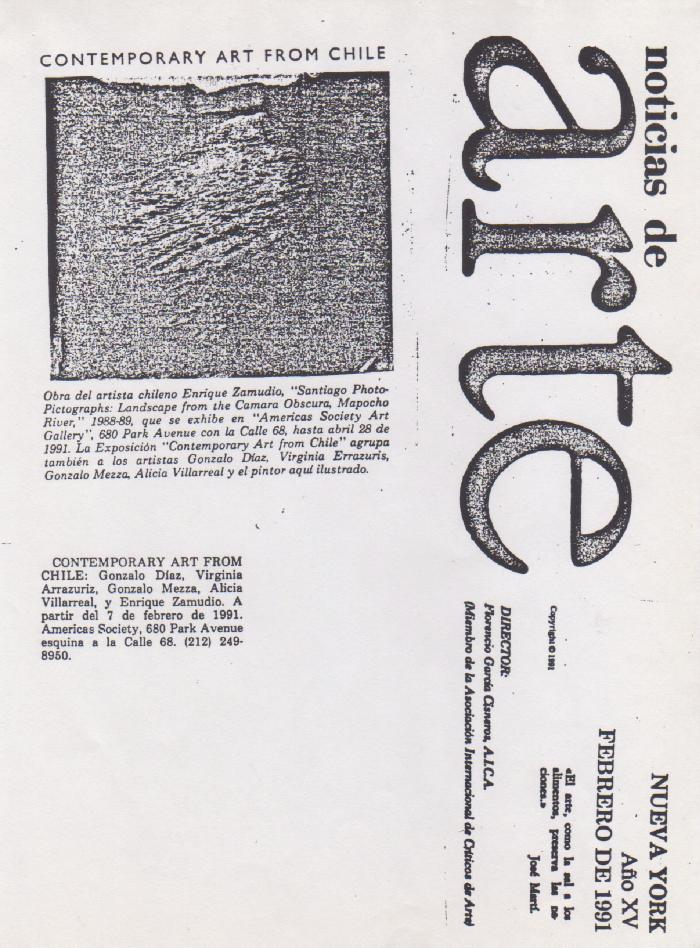 CONTEMPORARY ART FROM CHILE
Obra del artista chileno Enrique Zamudio, "Santiago Photo-
Pictographs: Landscape from the Camara Obscura, Mapocho
River," 1988-89, que se exhibe en "Americas Society Art
Gallery", 680 Park Avenue con la Calle 68, hasta abril 28 de
1991. La Exposición "Contemporary Art from Chile" agrupa
también a los artistas Gonzalo Díaz, Virginia Errazuris,
Gonzalo Mezza, Alicia Villarreal y el pintor aquí ilustrado.
CONTEMPORARY ART FROM
CHILE: Gonzalo Díaz, Virginia
Arrazuriz, Gonzalo Mezza, Alicia
Villarreal, y Enrique Zamudio. A
partir del 7 de febrero de 1991.
Americas Society, 680 Park Avenue
esquina a la Calle 68. (212) 249-
8950.
noticias de
arte
NUEVA YORK
Año XV
FEBRERO DE 1991
«El arte, como la sal a los
alimentos, preserva las na-
ciones.»
José Martí.
Copyright © 1991
DIRECTOR:
Florencio García Cisneros, A.I.C.A.
(Miembro de la Asociación Internacional de Críticos de Arte)